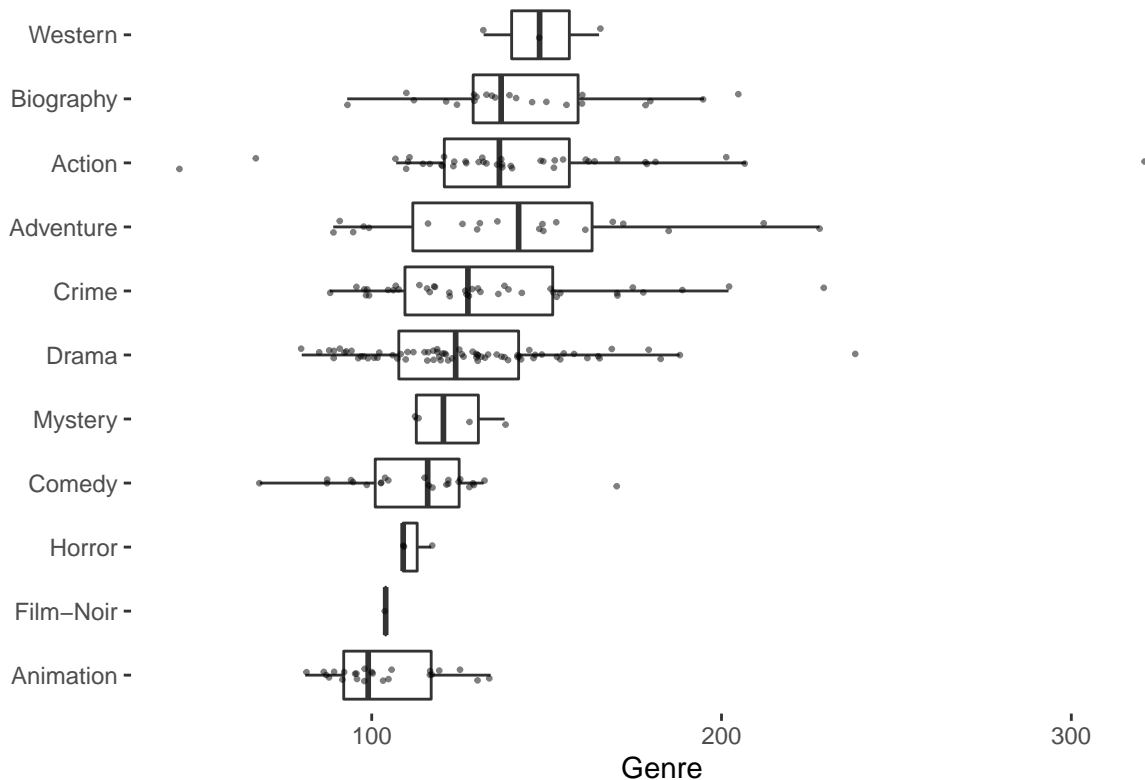 Western
Biography
Action
Adventure
Crime
Drama
Mystery
Comedy
Horror
Film−Noir
Animation
100 200 300
Genre